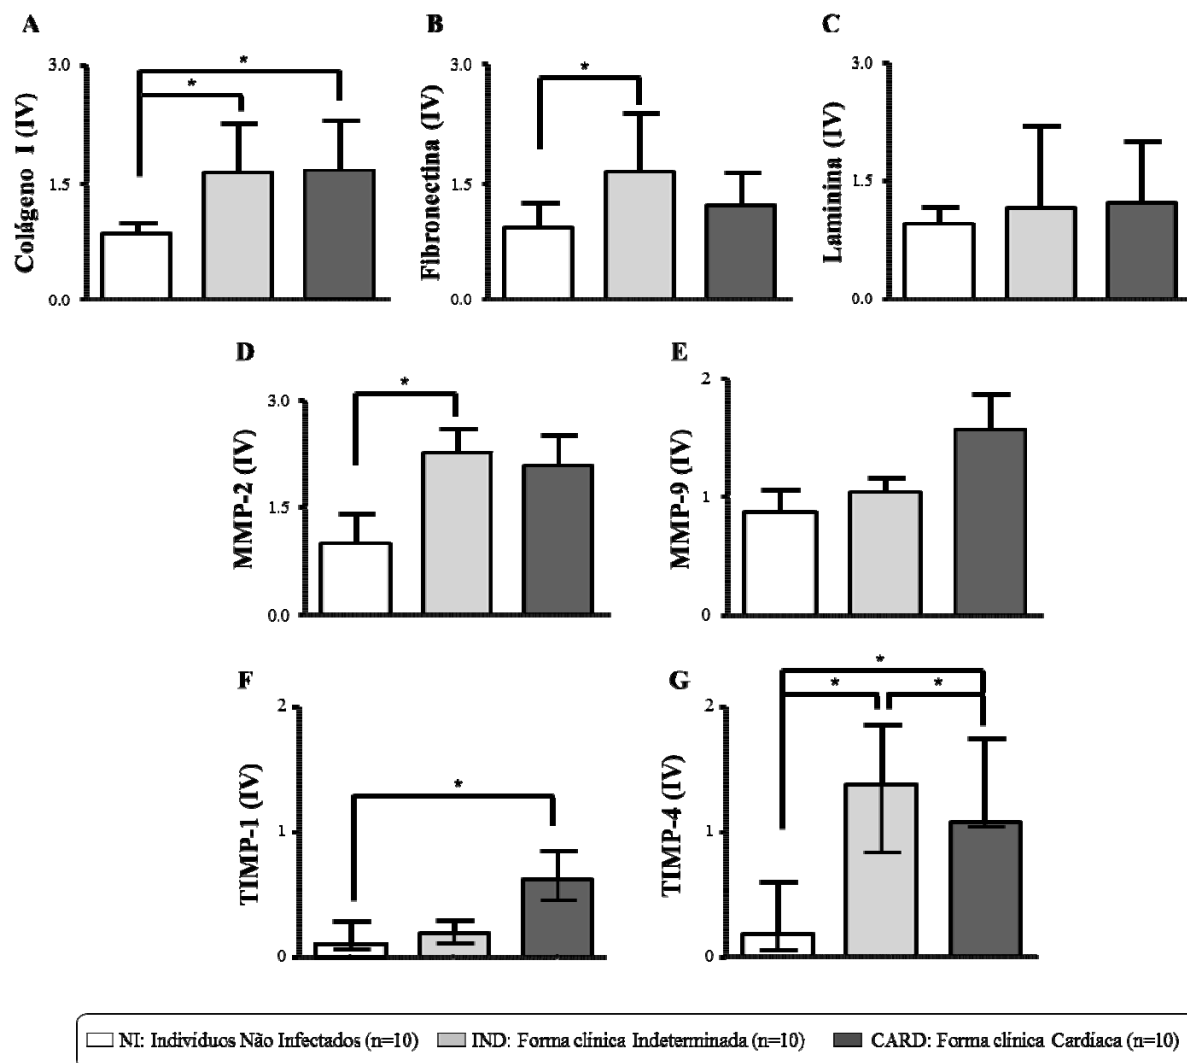 A
Colágeno I (IV)
3.0
1.5
0.0
*
*
B
Fibronectina (IV)
3.0
1.5
0.0
*
C
Laminina (IV)
3.0
1.5
0.0
D
MMP-2 (IV)
3.0
1.5
0.0
*
E
MMP-9 (IV)
2
1
0
F
TIMP-1 (IV)
2
1
0
*
G
TIMP-4 (IV)
2
1
0
*
*
*
NI: Indivíduos Não Infectados (n=10) IND: Forma clínica Indeterminada (n=10) CARD: Forma clínica Cardíaca (n=10)